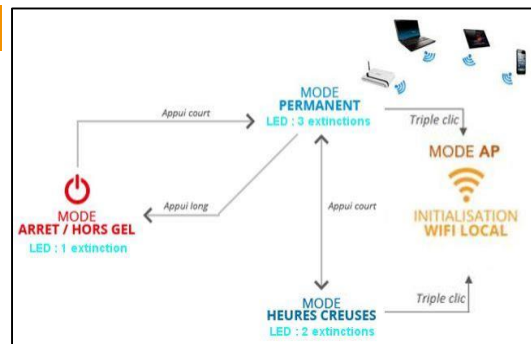 MODE
PERMANENT
LED : 3 extinctions
Appui court
Triple clic
MODE AP
INITIALISATION
WIFI LOCAL
Appui long
Appui court
MODE
ARRET / HORS GEL
LED : 1 extinction
MODE
HEURES CREUSES
LED : 2 extinctions
Triple clic